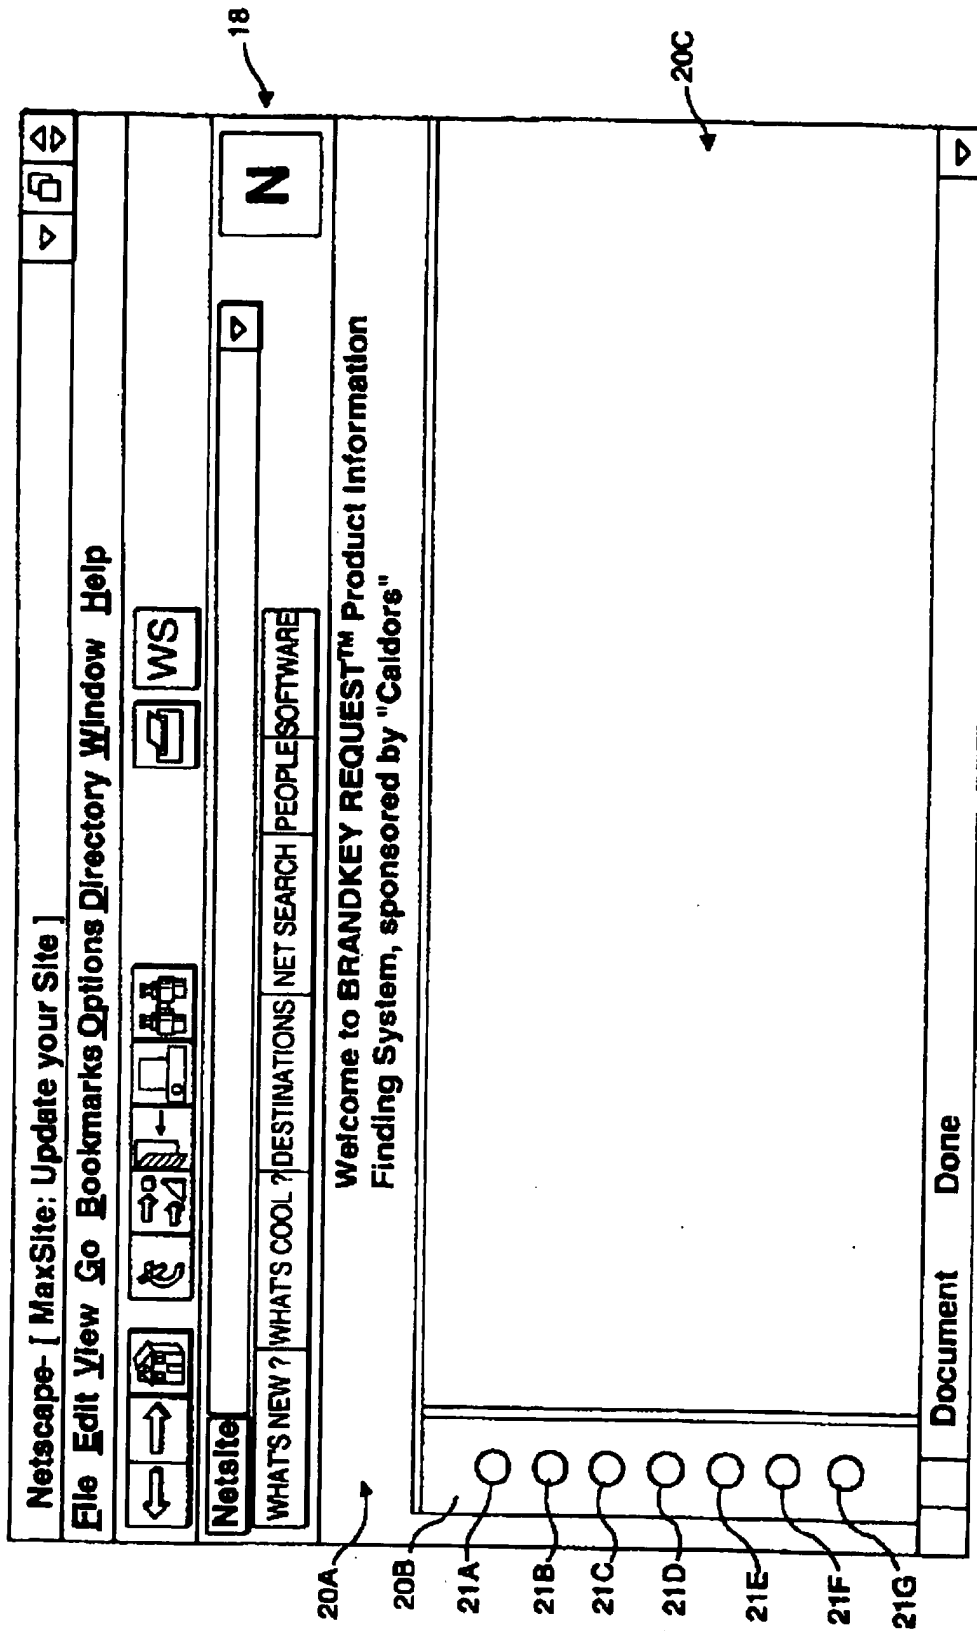 Netscape- [ MaxSite: Update your Site ]
File Edit View Go Bookmarks Options Directory Window Help
WS
Netsite
N
18
WHAT'S NEW ? WHAT'S COOL ? DESTINATIONS NET SEARCH PEOPLE SOFTWARE
Welcome to BRANDKEY REQUEST™ Product Information
Finding System, sponsored by "Caldors"
20A
20B
20C
21A
21B
21C
21D
21E
21F
21G
Document Done